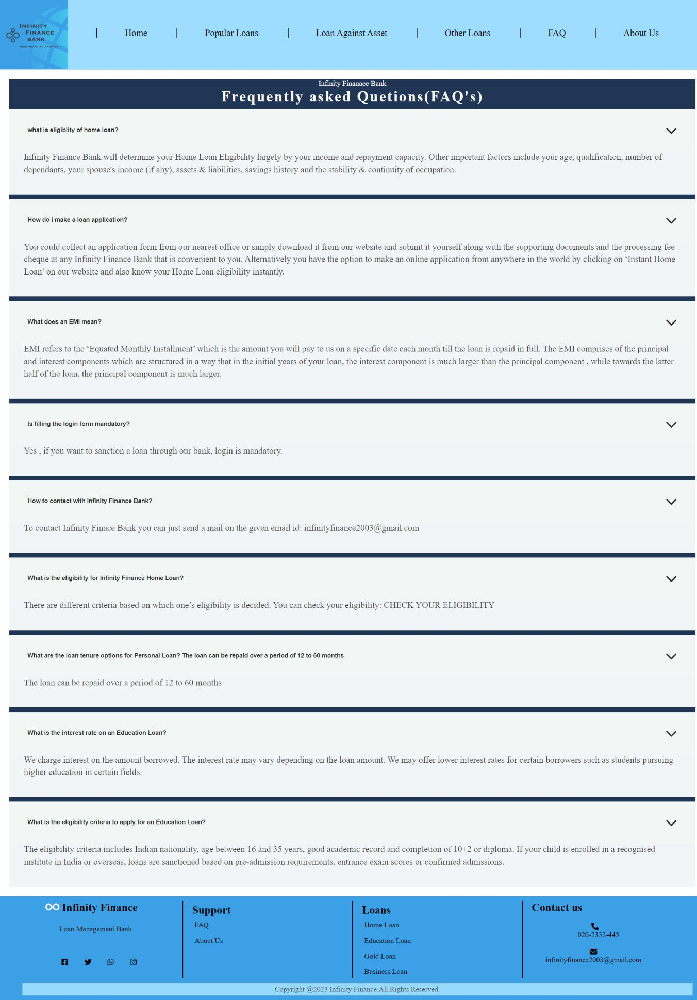 INFINITY
FINANCE
BANK
YOUR FINANCIAL PARTNER
Home
Popular Loans
Loan Against Asset
Other Loans
FAQ
About Us
Infinity Finanace Bank
Frequently asked Quetions(FAQ's)
what is eligiblity of home loan?
Infinity Finance Bank will determine your Home Loan Eligibility largely by your income and repayment capacity. Other important factors include your age, qualification, number of
dependants, your spouse's income (if any), assets & liabilities, savings history and the stability & continuity of occupation.
How do i make a loan application?
You could collect an application form from our nearest office or simply download it from our website and submit it yourself along with the supporting documents and the processing fee
cheque at any Infinity Finance Bank that is convenient to you. Alternatively you have the option to make an online application from anywhere in the world by clicking on ‘Instant Home
Loan’ on our website and also know your Home Loan eligibility instantly.
What does an EMI mean?
EMI refers to the ‘Equated Monthly Installment’ which is the amount you will pay to us on a specific date each month till the loan is repaid in full. The EMI comprises of the principal
and interest components which are structured in a way that in the initial years of your loan, the interest component is much larger than the principal component , while towards the latter
half of the loan, the principal component is much larger.
Is filling the login form mandatory?
Yes , if you want to sanction a loan through our bank, login is mandatory.
How to contact with Infinity Finance Bank?
To contact Infinity Finace Bank you can just send a mail on the given email id: infinityfinance2003@gmail.com
What is the eligibility for Infinity Finance Home Loan?
There are different criteria based on which one’s eligibility is decided. You can check your eligibility: CHECK YOUR ELIGIBILITY
What are the loan tenure options for Personal Loan? The loan can be repaid over a period of 12 to 60 months
The loan can be repaid over a period of 12 to 60 months
What is the interest rate on an Education Loan?
We charge interest on the amount borrowed. The interest rate may vary depending on the loan amount. We may offer lower interest rates for certain borrowers such as students pursuing
higher education in certain fields.
What is the eligibility criteria to apply for an Education Loan?
The eligibility criteria includes Indian nationality, age between 16 and 35 years, good academic record and completion of 10+2 or diploma. If your child is enrolled in a recognised
institute in India or overseas, loans are sanctioned based on pre-admission requirements, entrance exam scores or confirmed admissions.
Infinity Finance
Loan Management Bank
Support
FAQ
About Us
Loans
Home Loan
Education Loan
Gold Loan
Business Loan
Contact us
020-2332-445
infinityfinance2003@gmail.com
Copyright @2023 Infinity Finance.All Rights Reserved.